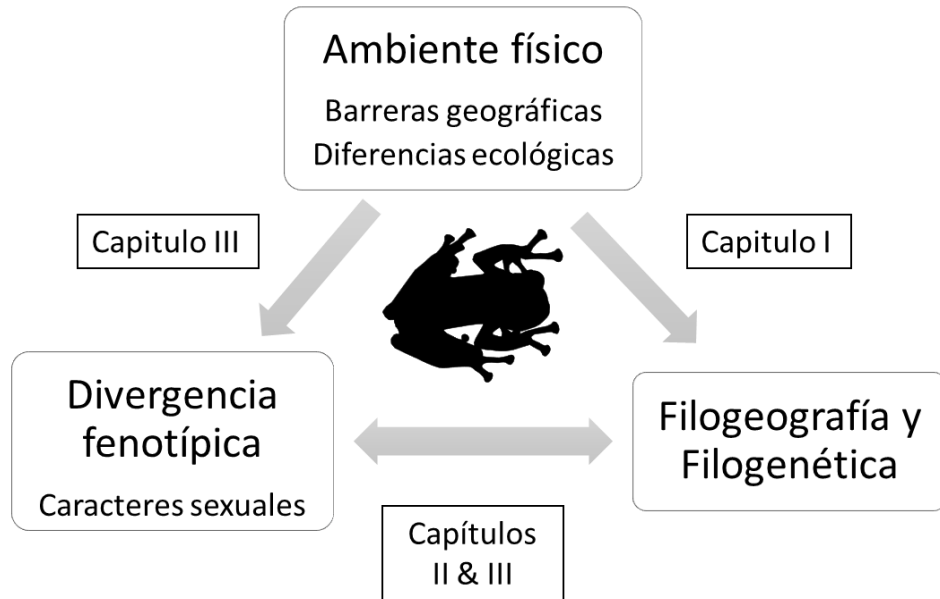 Ambiente físico
Barreras geográficas
Diferencias ecológicas
Capitulo III
Capitulo I
Divergencia
fenotípica
Caracteres sexuales
Filogeografía y
Filogenética
Capítulos
II & III